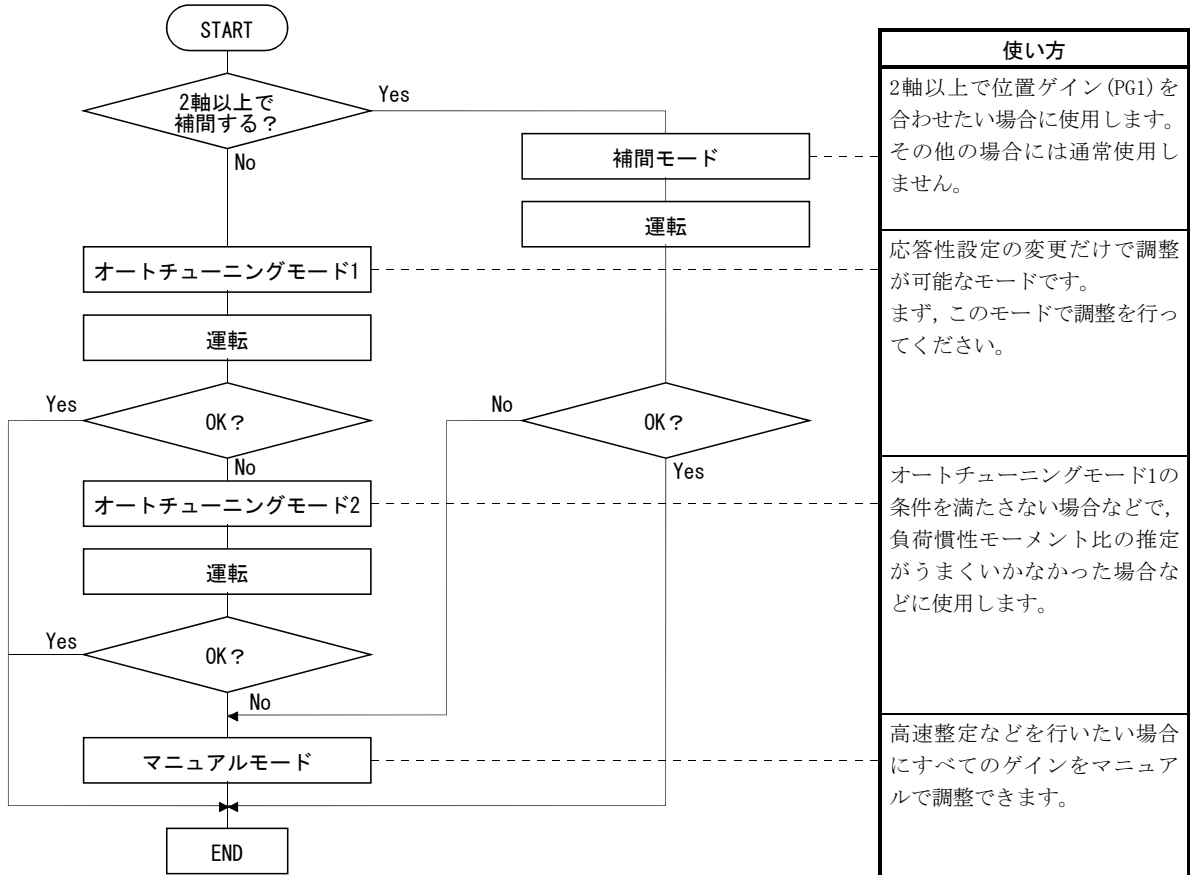 START
2軸以上で
補間する？
Yes
No
補間モード
運転
オートチューニングモード1
運転
Yes
OK？
No
No
OK？
Yes
オートチューニングモード2
運転
Yes
OK？
No
マニュアルモード
END
使い方
2軸以上で位置ゲイン(PG1)を
合わせたい場合に使用します。
その他の場合には通常使用し
ません。
応答性設定の変更だけで調整
が可能なモードです。
まず，このモードで調整を行っ
てください。
オートチューニングモード1の
条件を満たさない場合などで，
負荷慣性モーメント比の推定
がうまくいかなかった場合な
どに使用します。
高速整定などを行いたい場合
にすべてのゲインをマニュア
ルで調整できます。